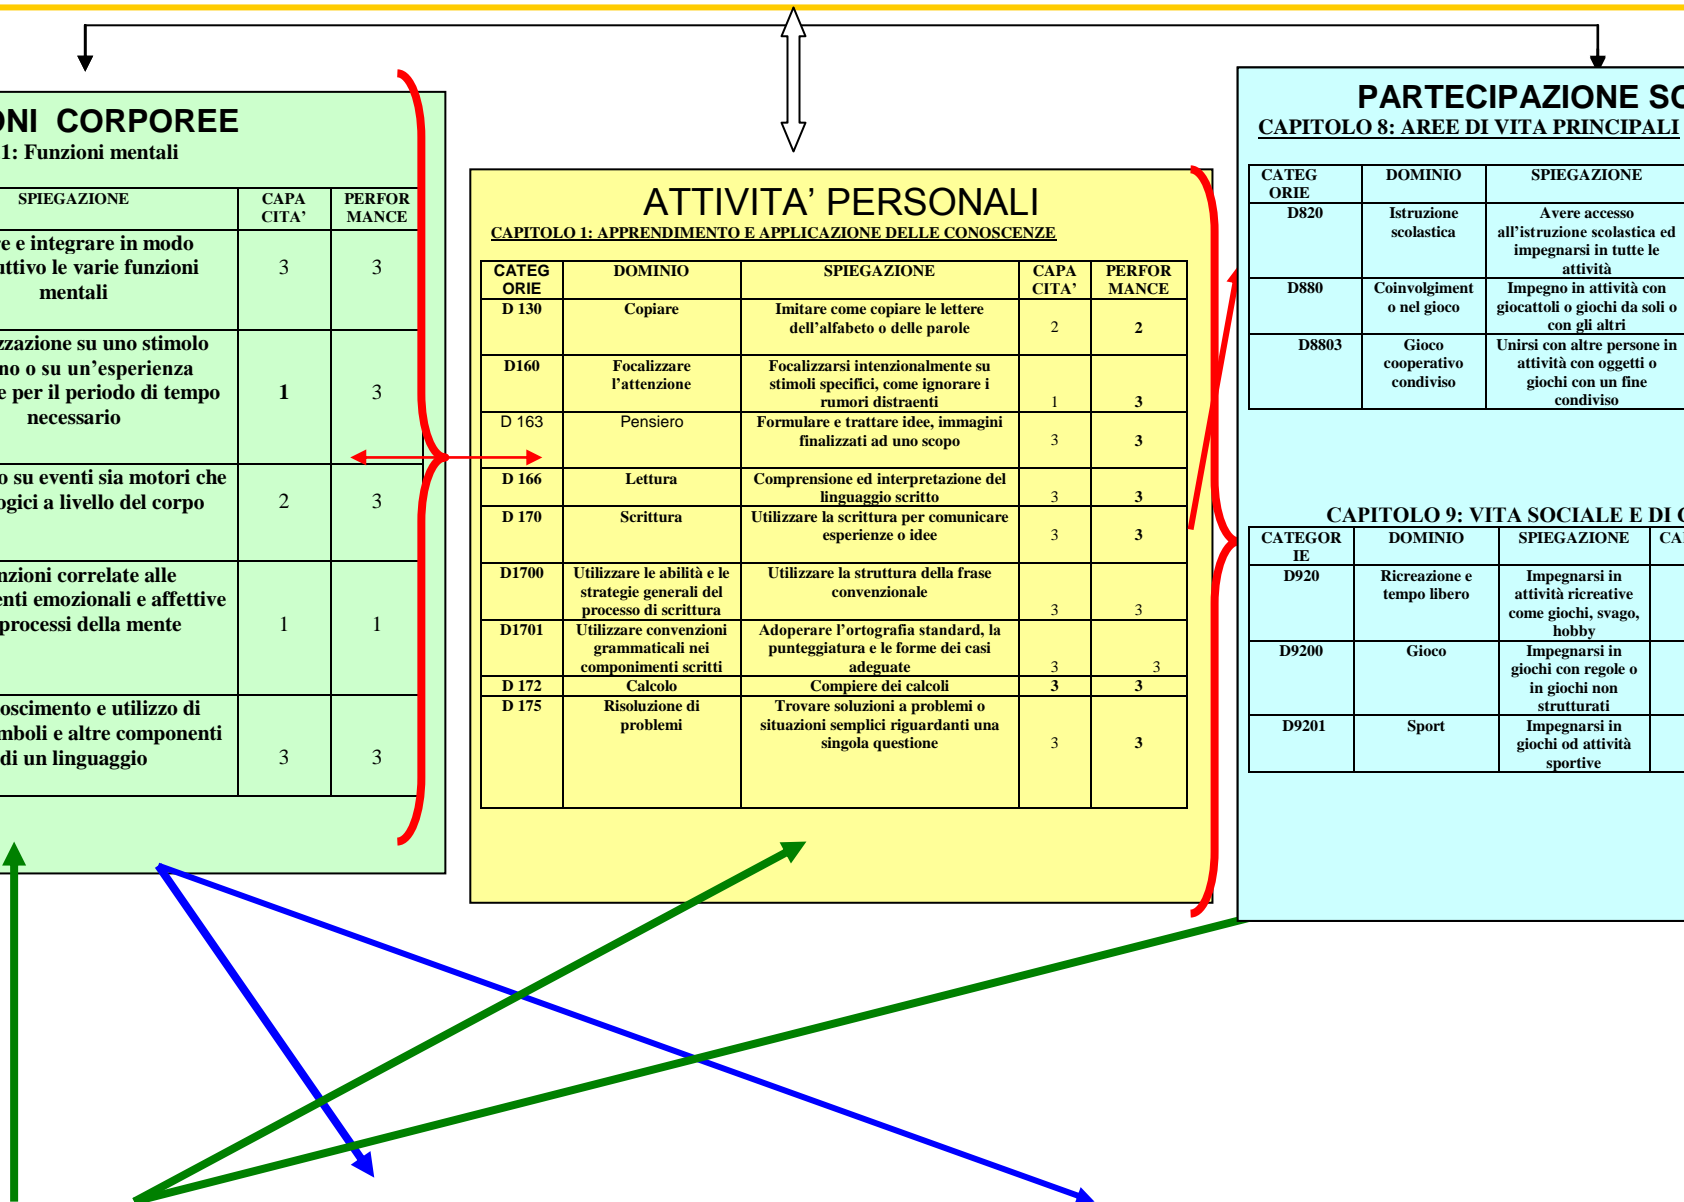 ONI CORPOREE
1: Funzioni mentali
SPIEGAZIONE CAPA PERFOR
CITA’ MANCE
e e integrare in modo
uttivo le varie funzioni
mentali
3 3
zzazione su uno stimolo
no o su un’esperienza
e per il periodo di tempo
necessario
1 3
o su eventi sia motori che
ogici a livello del corpo
2 3
nzioni correlate alle
enti emozionali e affettive
processi della mente
1 1
oscimento e utilizzo di
mboli e altre componenti
di un linguaggio
3 3
ATTIVITA’ PERSONALI
CAPITOLO 1: APPRENDIMENTO E APPLICAZIONE DELLE CONOSCENZE
CATEG DOMINIO SPIEGAZIONE CAPA PERFOR
ORIE CITA’ MANCE
D 130 Copiare Imitare come copiare le lettere
dell’alfabeto o delle parole 2 2
D160 Focalizzare Focalizzarsi intenzionalmente su
l’attenzione stimoli specifici, come ignorare i
rumori distraenti 1 3
D 163 Pensiero Formulare e trattare idee, immagini
finalizzati ad uno scopo 3 3
D 166 Lettura Comprensione ed interpretazione del
linguaggio scritto 3 3
D 170 Scrittura Utilizzare la scrittura per comunicare
esperienze o idee 3 3
D1700 Utilizzare le abilità e le Utilizzare la struttura della frase
strategie generali del convenzionale
processo di scrittura 3 3
D1701 Utilizzare convenzioni Adoperare l’ortografia standard, la
grammaticali nei punteggiatura e le forme dei casi
componimenti scritti adeguate 3 3
D 172 Calcolo Compiere dei calcoli 3 3
D 175 Risoluzione di Trovare soluzioni a problemi o
problemi situazioni semplici riguardanti una
singola questione 3 3
PARTECIPAZIONE SO
CAPITOLO 8: AREE DI VITA PRINCIPALI
CATEG DOMINIO SPIEGAZIONE
ORIE
D820 Istruzione Avere accesso
scolastica all’istruzione scolastica ed
impegnarsi in tutte le
attività
D880 Coinvolgiment Impegno in attività con
o nel gioco giocattoli o giochi da soli o
con gli altri
D8803 Gioco Unirsi con altre persone in
cooperativo attività con oggetti o
condiviso giochi con un fine
condiviso
CAPITOLO 9: VITA SOCIALE E DI C
CATEGOR DOMINIO SPIEGAZIONE CA
IE
D920 Ricreazione e Impegnarsi in
tempo libero attività ricreative
come giochi, svago,
hobby
D9200 Gioco Impegnarsi in
giochi con regole o
in giochi non
strutturati
D9201 Sport Impegnarsi in
giochi od attività
sportive